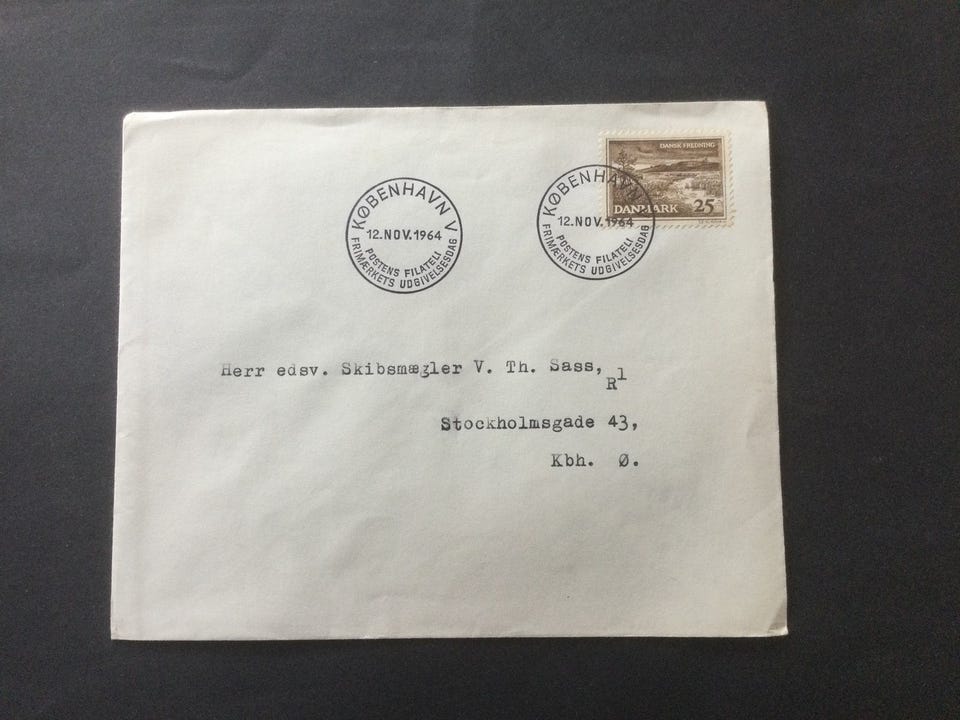 KØBENHAVN V
12.NOV.1964
POSTENS FILATELI
FRIMÆRKETS UDGIVELSESDAG
KØBENHAVN V
12.NOV.1964
POSTENS FILATELI
FRIMÆRKETS UDGIVELSESDAG
DANSK FREDNING
DANMARK 25
Herr edsv. Skibsmægler V. Th. Sass, R1
Stockholmsgade 43,
Kbh. Ø.